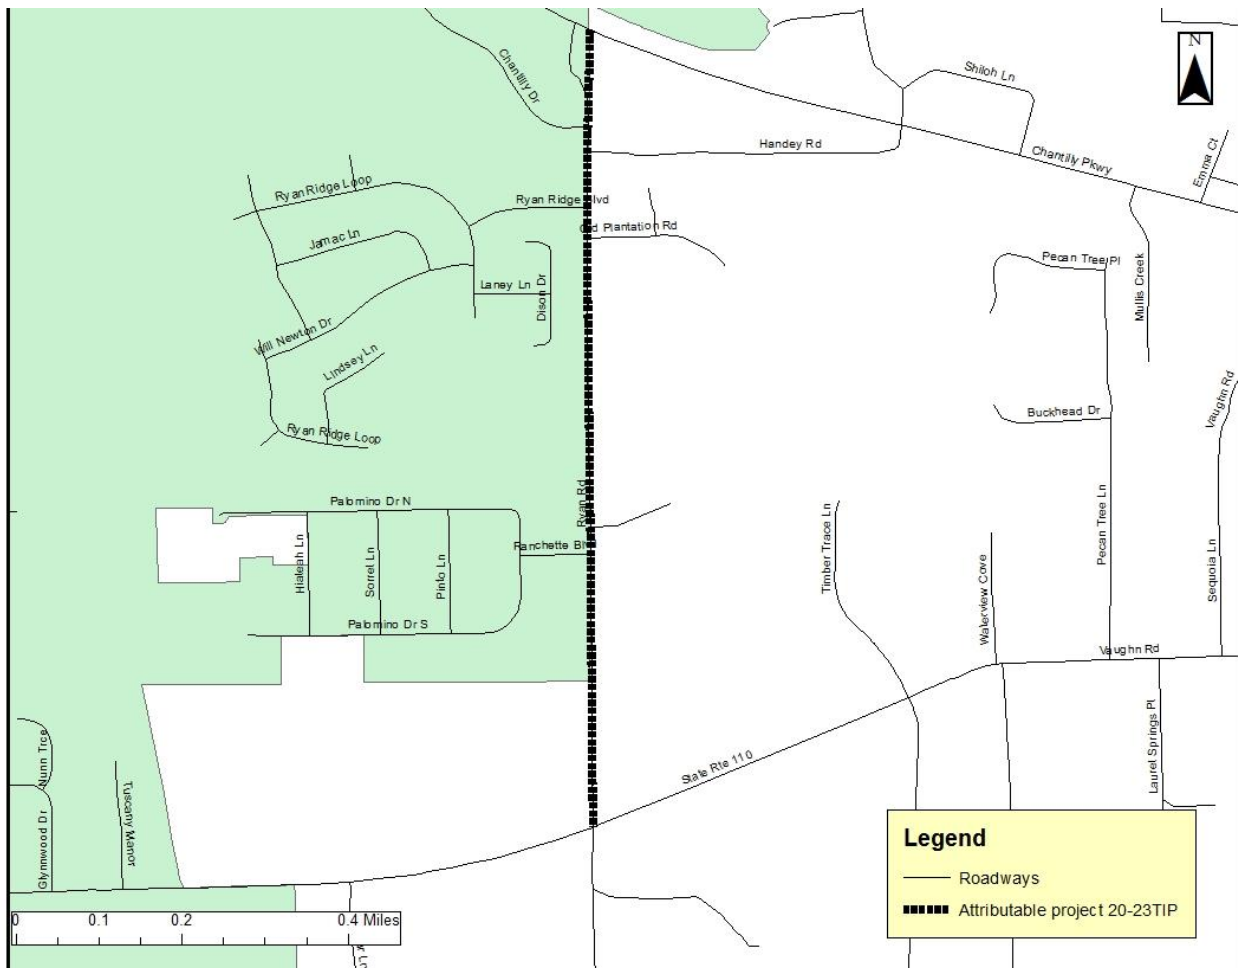 N
Chantilly Dr
Shiloh Ln
Handey Rd
Chantilly Pkwy
Emma Ct
Ryan Ridge Loop
Ryan Ridge Blvd
Old Plantation Rd
Jamac Ln
Pecan Tree Pl
Mullis Creek
Laney Ln
Dison Dr
Will Newton Dr
Lindsey Ln
Vaughn Rd
Buckhead Dr
Ryan Ridge Loop
Palomino Dr N
Ryan Rd
Timber Trace Ln
Pecan Tree Ln
Sequoia Ln
Hialeah Ln
Sorrel Ln
Pinto Ln
Ranchette Blvd
Waterview Cove
Palomino Dr S
Vaughn Rd
Nunn Trce
Laurel Springs Pl
State Rte 110
Tuscany Manor
Glynnwood Dr
Legend
Roadways
Attributable project 20-23TIP
0 0.1 0.2 0.4 Miles